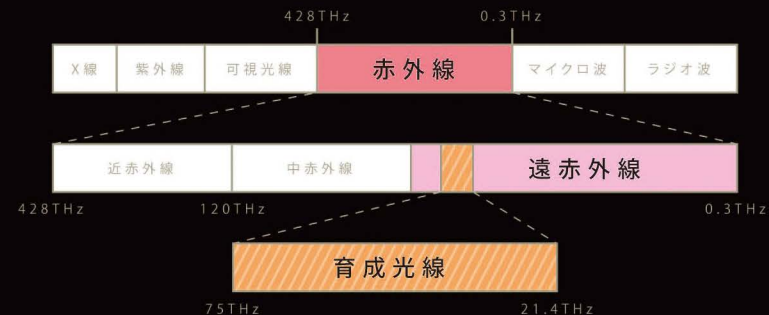 428THz 0.3THz
X線 紫外線 可視光線 赤外線 マイクロ波 ラジオ波
近赤外線 中赤外線 遠赤外線
428THz 120THz 0.3THz
育成光線
75THz 21.4THz